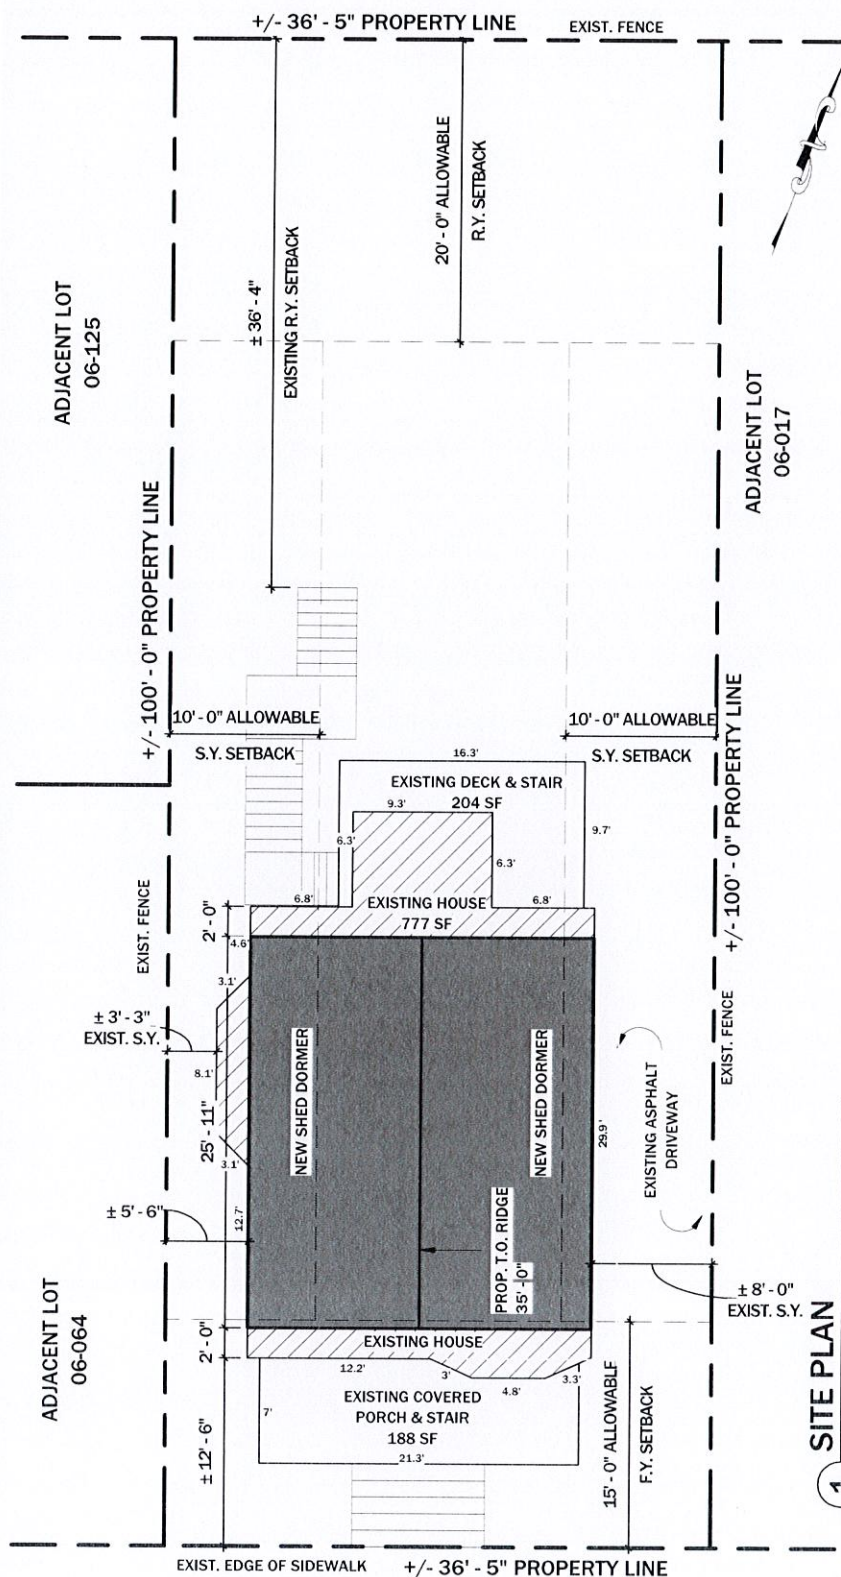 +/- 36' - 5" PROPERTY LINE
EXIST. FENCE
20' - 0" ALLOWABLE
R.Y. SETBACK
± 36' - 4"
EXISTING R.Y. SETBACK
ADJACENT LOT
06-125
ADJACENT LOT
06-017
+/- 100' - 0" PROPERTY LINE
10' - 0" ALLOWABLE
S.Y. SETBACK
10' - 0" ALLOWABLE
S.Y. SETBACK
+/- 100' - 0" PROPERTY LINE
16.3'
EXISTING DECK & STAIR
204 SF
9.3'
6.3'
6.3'
9.7'
6.8'
EXISTING HOUSE
777 SF
6.8'
2' - 0"
EXIST. FENCE
4.6'
3.1'
± 3' - 3"
EXIST. S.Y.
8.1'
25' - 11"
3.1'
NEW SHED DORMER
NEW SHED DORMER
29.9'
EXISTING ASPHALT
DRIVEWAY
EXIST. FENCE
± 5' - 6"
12.7'
PROP. T.O. RIDGE
35' - 0"
± 8' - 0"
EXIST. S.Y.
ADJACENT LOT
06-064
2' - 0"
EXISTING HOUSE
12.2'
3'
4.8'
3.3'
7'
EXISTING COVERED
PORCH & STAIR
188 SF
21.3'
± 12' - 6"
15' - 0" ALLOWABLE
F.Y. SETBACK
1
SITE PLAN
EXIST. EDGE OF SIDEWALK
+/- 36' - 5" PROPERTY LINE